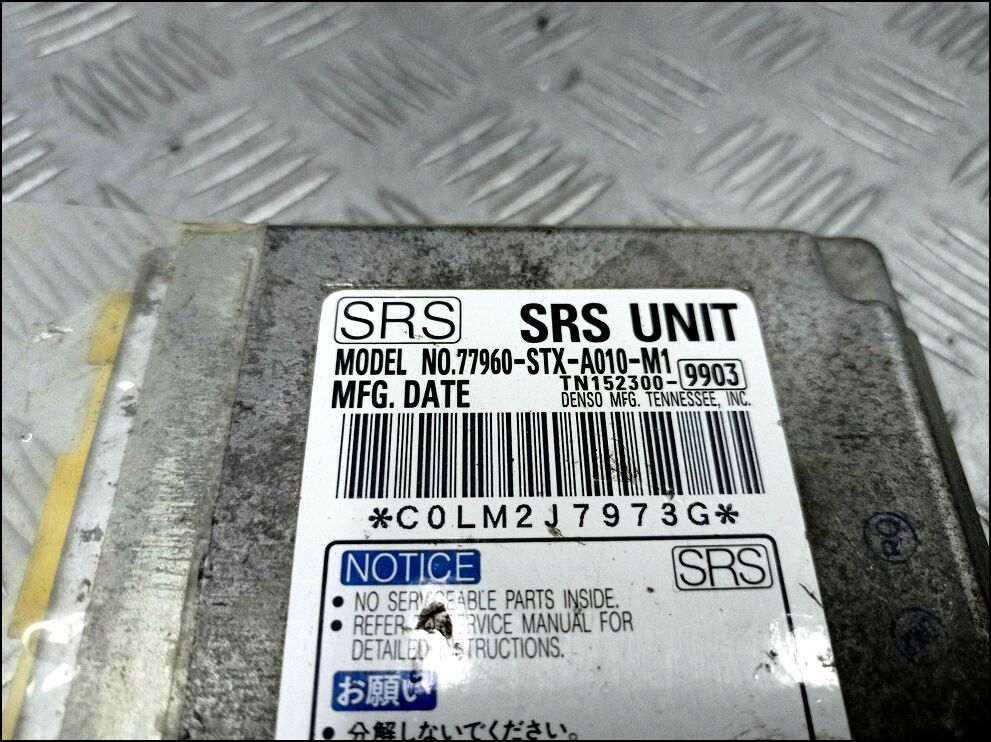 SRS SRS UNIT
MODEL NO.77960-STX-A010-M1
MFG. DATE TN152300-9903
DENSO MFG. TENNESSEE, INC.
*C0LM2J7973G*
NOTICE SRS
• NO SERVICEABLE PARTS INSIDE.
• REFER TO SERVICE MANUAL FOR
DETAILED INSTRUCTIONS.
お願い
• 分解しないでください。